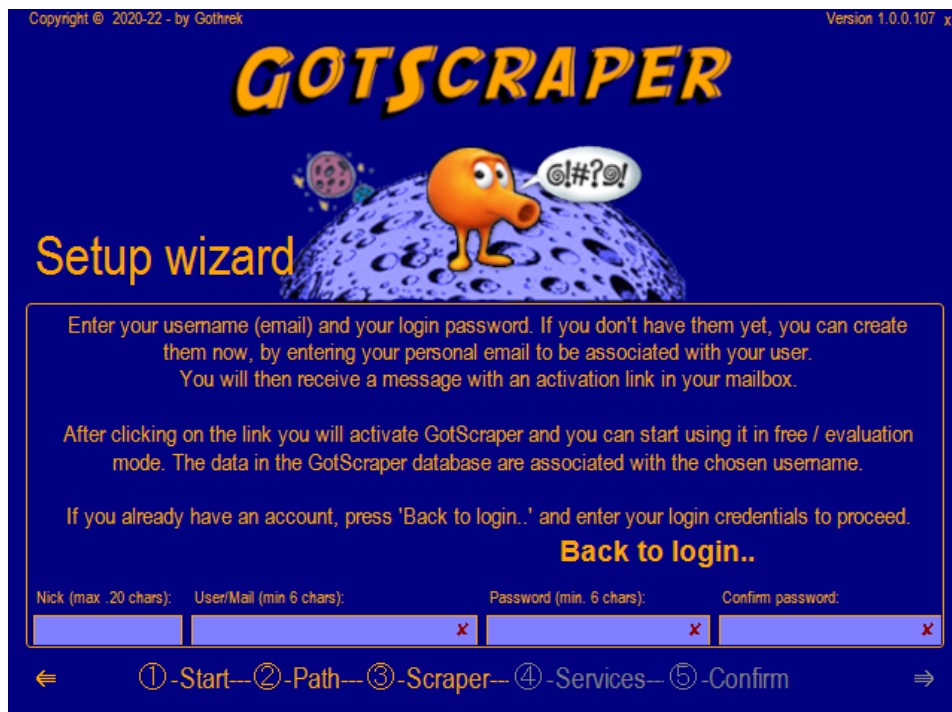 Copyright © 2020-22 - by Gothrek
Version 1.0.0.107 x
GOTSCRAPER
@!#?@!
Setup wizard
Enter your username (email) and your login password. If you don't have them yet, you can create
them now, by entering your personal email to be associated with your user.
You will then receive a message with an activation link in your mailbox.
After clicking on the link you will activate GotScraper and you can start using it in free / evaluation
mode. The data in the GotScraper database are associated with the chosen username.
If you already have an account, press 'Back to login..' and enter your login credentials to proceed.
Back to login..
Nick (max .20 chars): User/Mail (min 6 chars): Password (min. 6 chars): Confirm password:
✘ ✘ ✘
⇐ ①-Start---②-Path---③-Scraper---④-Services---⑤-Confirm ⇒